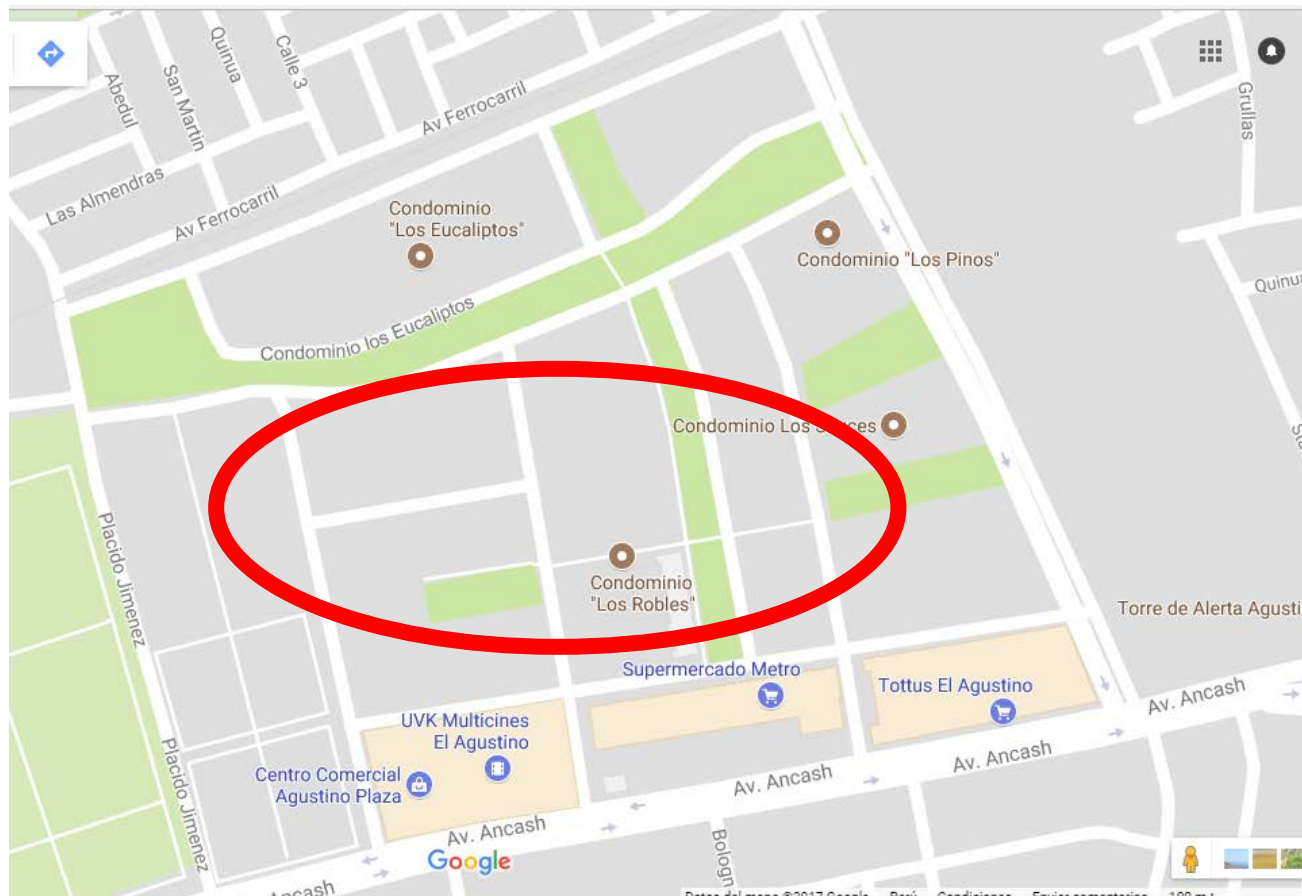 Quinua
Calle 3
San Martin
Abedul
Av Ferrocarril
Grullas
Las Almendras
Av Ferrocarril
Condominio
"Los Eucaliptos"
Condominio "Los Pinos"
Condominio los Eucaliptos
Condominio Los
Placido Jimenez
Condominio
"Los Robles"
Torre de Alerta Agusti
Supermercado Metro
Tottus El Agustino
UVK Multicines
El Agustino
Av. Ancash
Centro Comercial
Agustino Plaza
Placido Jimenez
Av. Ancash
Av. Ancash
Av. Ancash
Bologn
Google